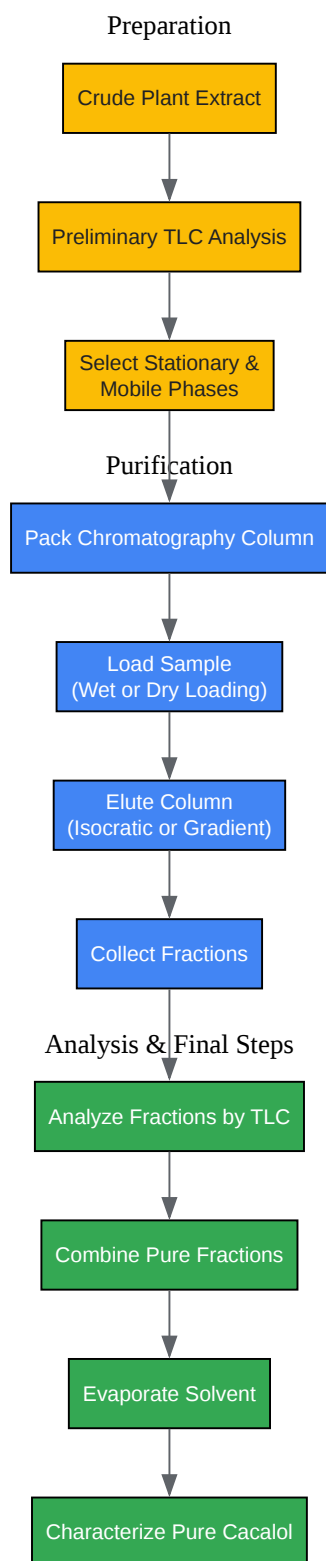 Preparation
Crude Plant Extract
Preliminary TLC Analysis
Select Stationary &
Mobile Phases
Purification
Pack Chromatography Column
Load Sample
(Wet or Dry Loading)
Elute Column
(Isocratic or Gradient)
Collect Fractions
Analysis & Final Steps
Analyze Fractions by TLC
Combine Pure Fractions
Evaporate Solvent
Characterize Pure Cacalol